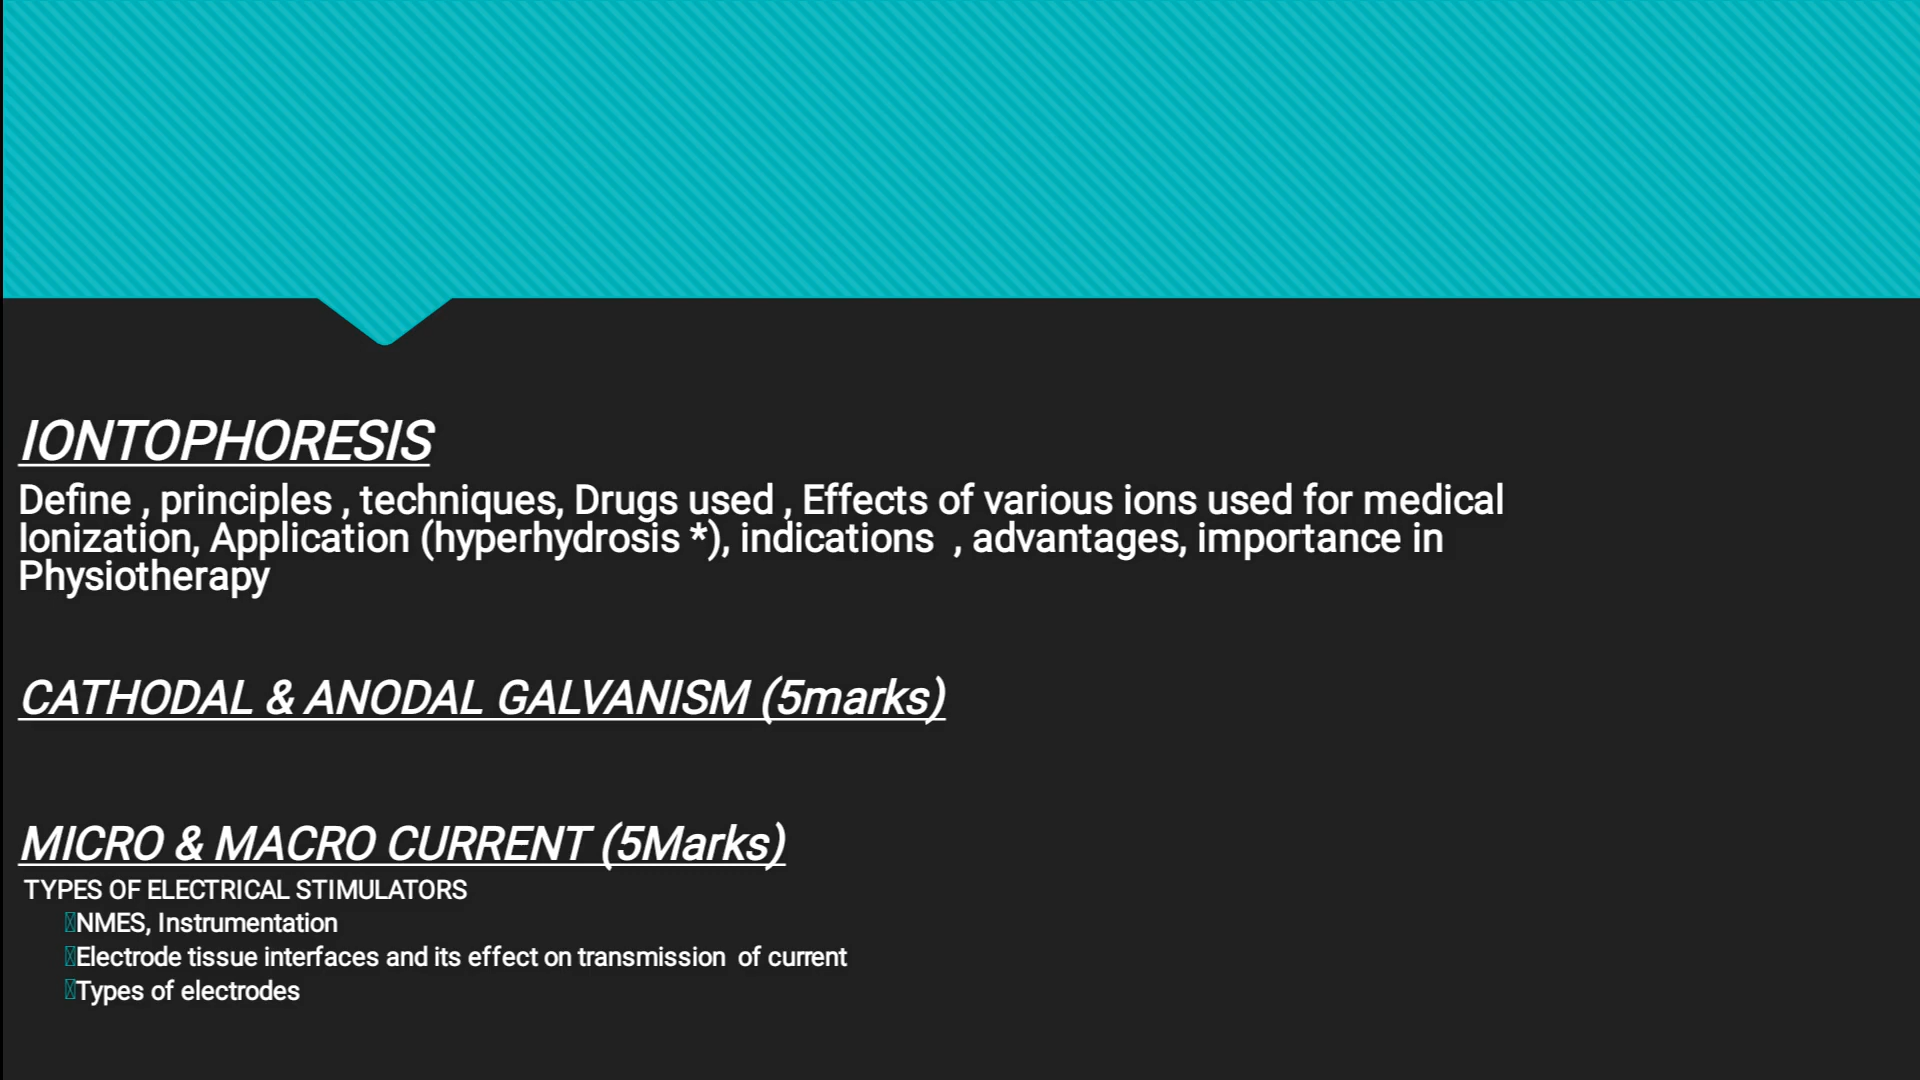 IONTOPHORESIS
Define , principles , techniques, Drugs used , Effects of various ions used for medical
Ionization, Application (hyperhydrosis *), indications  , advantages, importance in
Physiotherapy
CATHODAL & ANODAL GALVANISM (5marks)
MICRO & MACRO CURRENT (5Marks)
TYPES OF ELECTRICAL STIMULATORS
NMES, Instrumentation
Electrode tissue interfaces and its effect on transmission  of current
Types of electrodes